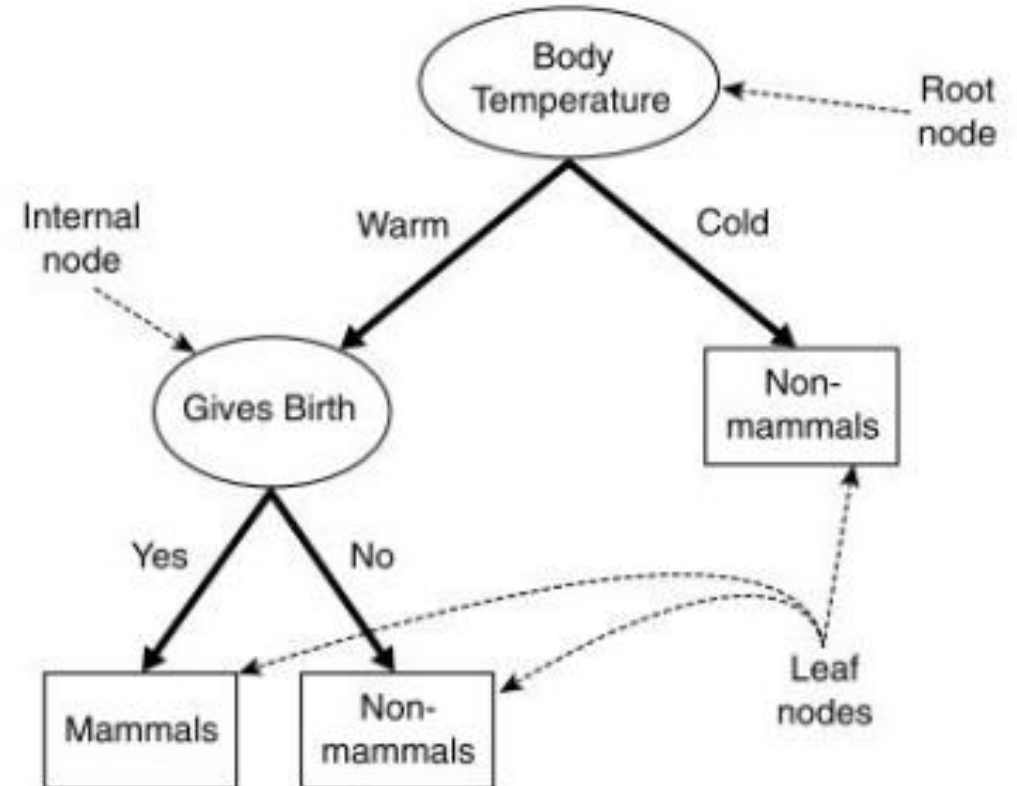 Body
Temperature
Root
node
Internal
node
Warm
Cold
Gives Birth
Non-
mammals
Yes
No
Mammals
Non-
mammals
Leaf
nodes